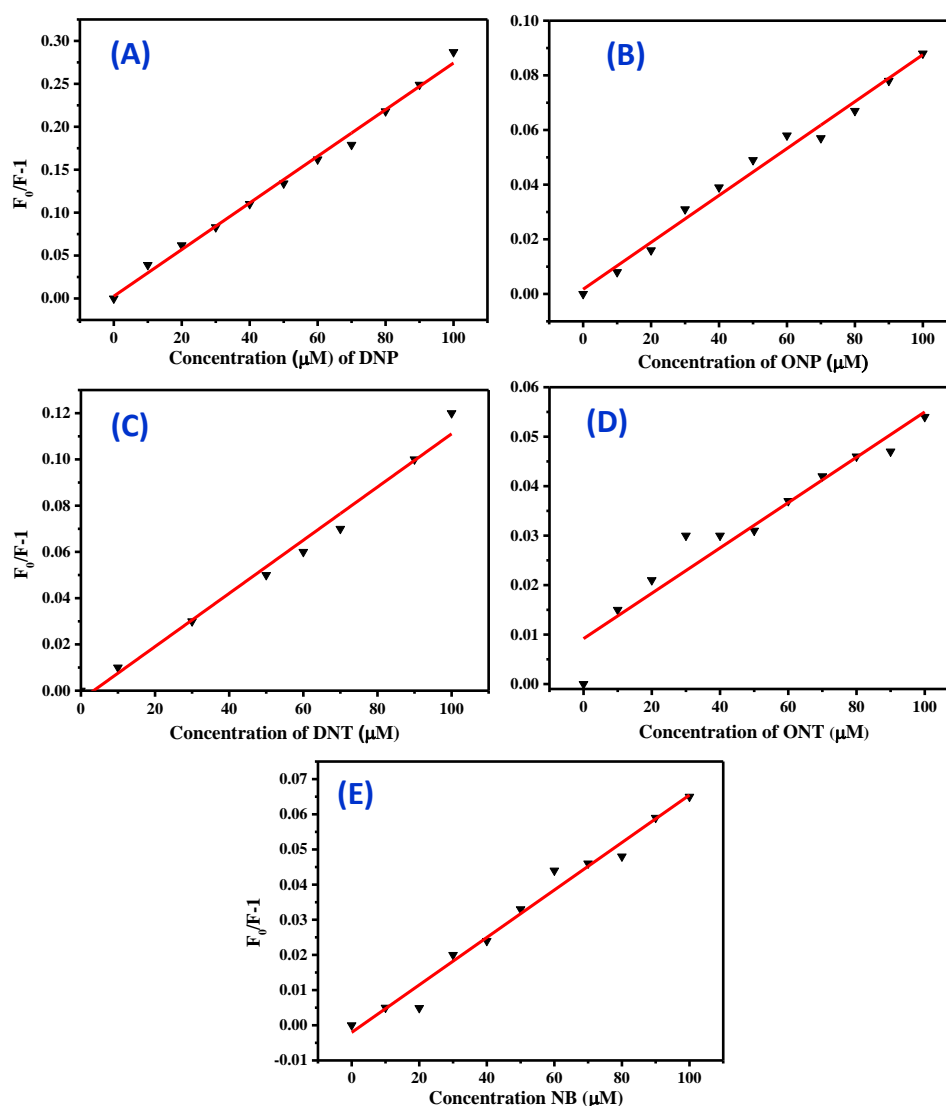 (A)
F₀/F-1
0.30
0.25
0.20
0.15
0.10
0.05
0.00
0 20 40 60 80 100
Concentration (μM) of DNP
(B)
0.10
0.08
0.06
0.04
0.02
0.00
0 20 40 60 80 100
Concentration of ONP (μM)
(C)
F₀/F-1
0.12
0.10
0.08
0.06
0.04
0.02
0.00
0 20 40 60 80 100
Concentration of DNT (μM)
(D)
0.06
0.05
0.04
0.03
0.02
0.01
0.00
0 20 40 60 80 100
Concentration of ONT (μM)
(E)
F₀/F-1
0.07
0.06
0.05
0.04
0.03
0.02
0.01
0.00
-0.01
0 20 40 60 80 100
Concentration NB (μM)